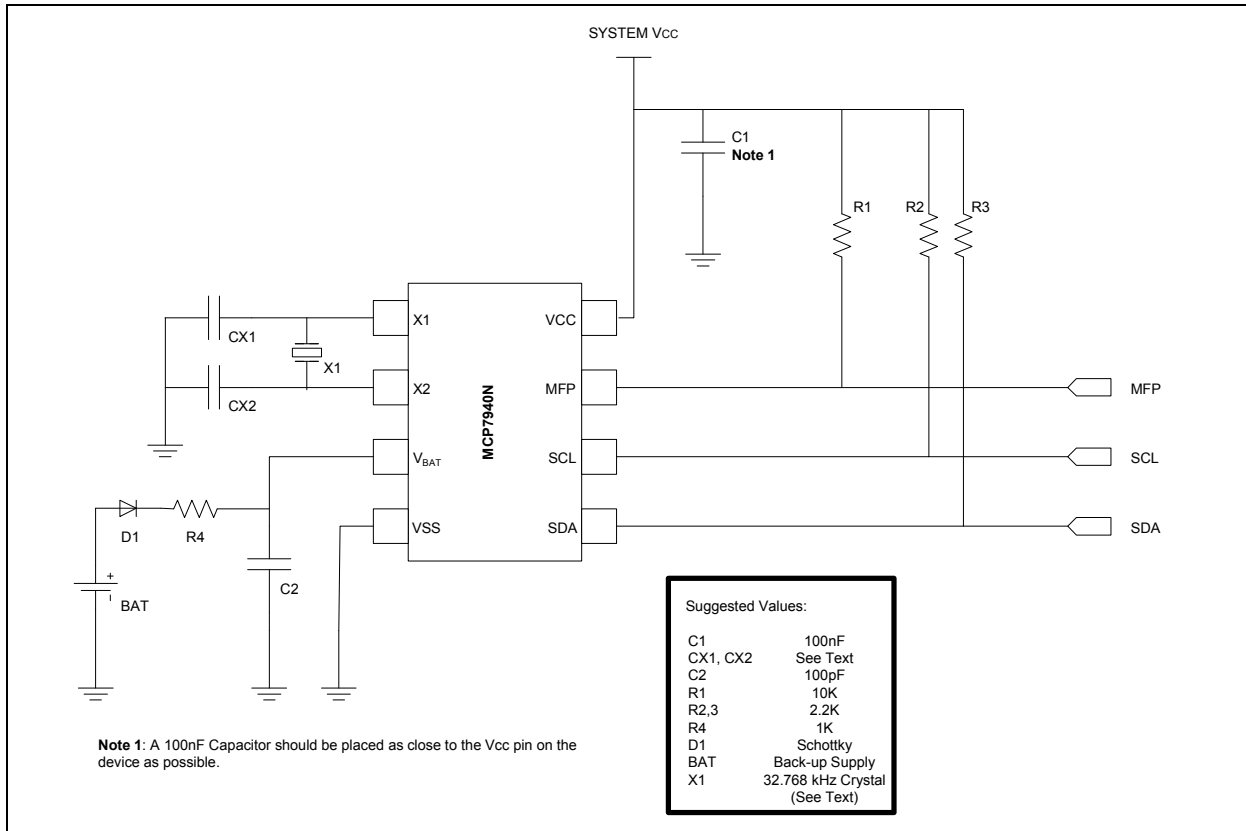 SYSTEM VCC
C1
Note 1
R1
R2
R3
CX1
X1
CX2
X1
X2
VBAT
VSS
MCP7940N
VCC
MFP
SCL
SDA
MFP
SCL
SDA
D1
R4
C2
+
-
BAT
Suggested Values:
C1 100nF
CX1, CX2 See Text
C2 100pF
R1 10K
R2,3 2.2K
R4 1K
D1 Schottky
BAT Back-up Supply
X1 32.768 kHz Crystal
(See Text)
Note 1: A 100nF Capacitor should be placed as close to the Vcc pin on the
device as possible.